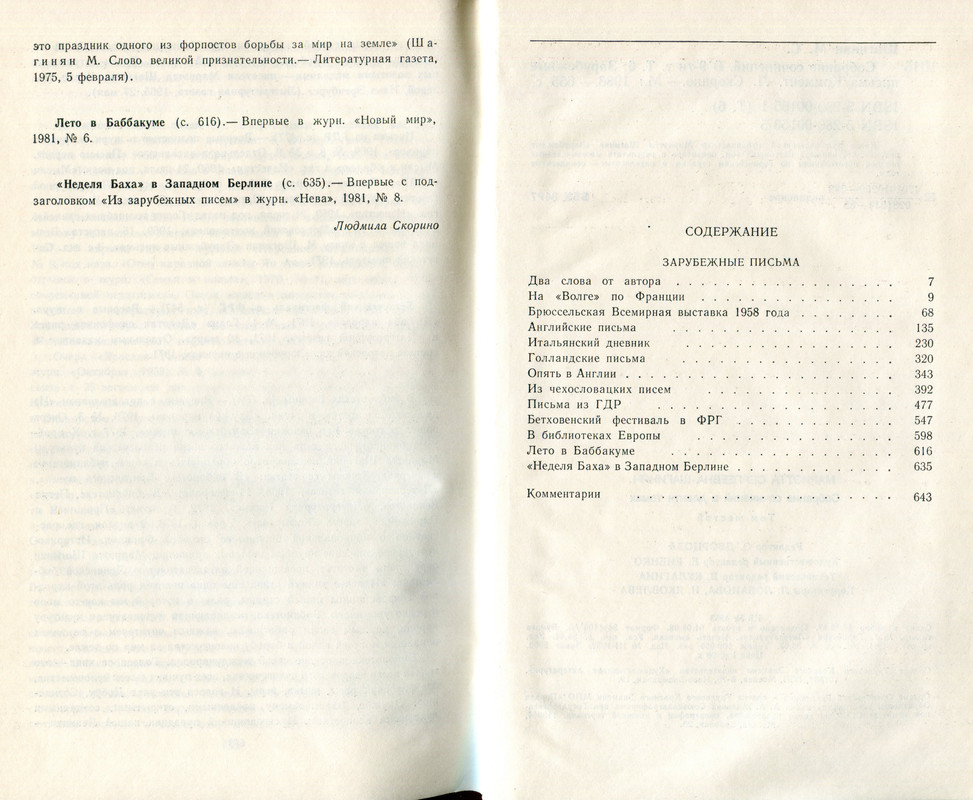 это праздник одного из форпостов борьбы за мир на земле» (Ша-
гинян М. Слово великой признательности.— Литературная газета,
1975, 5 февраля).
Лето в Баббакуме (с. 616).— Впервые в журн. «Новый мир»,
1981, № 6.
«Неделя Баха» в Западном Берлине (с. 635).— Впервые с под-
заголовком «Из зарубежных писем» в журн. «Нева», 1981, № 8.
Людмила Скорино
СОДЕРЖАНИЕ
ЗАРУБЕЖНЫЕ ПИСЬМА
Два слова от автора . . . . . . . . . . . . . . . 7
На «Волге» по Франции . . . . . . . . . . . . . 9
Брюссельская Всемирная выставка 1958 года . . . . . . . 68
Английские письма . . . . . . . . . . . . . . . 135
Итальянский дневник . . . . . . . . . . . . . . 230
Голландские письма . . . . . . . . . . . . . . 320
Опять в Англии . . . . . . . . . . . . . . . . . 343
Из чехословацких писем . . . . . . . . . . . . . 392
Письма из ГДР . . . . . . . . . . . . . . . . 477
Бетховенский фестиваль в ФРГ . . . . . . . . . . . 547
В библиотеках Европы . . . . . . . . . . . . . 598
Лето в Баббакуме . . . . . . . . . . . . . . . 616
«Неделя Баха» в Западном Берлине . . . . . . . . . . 635
Комментарии . . . . . . . . . . . . . . . . . 643